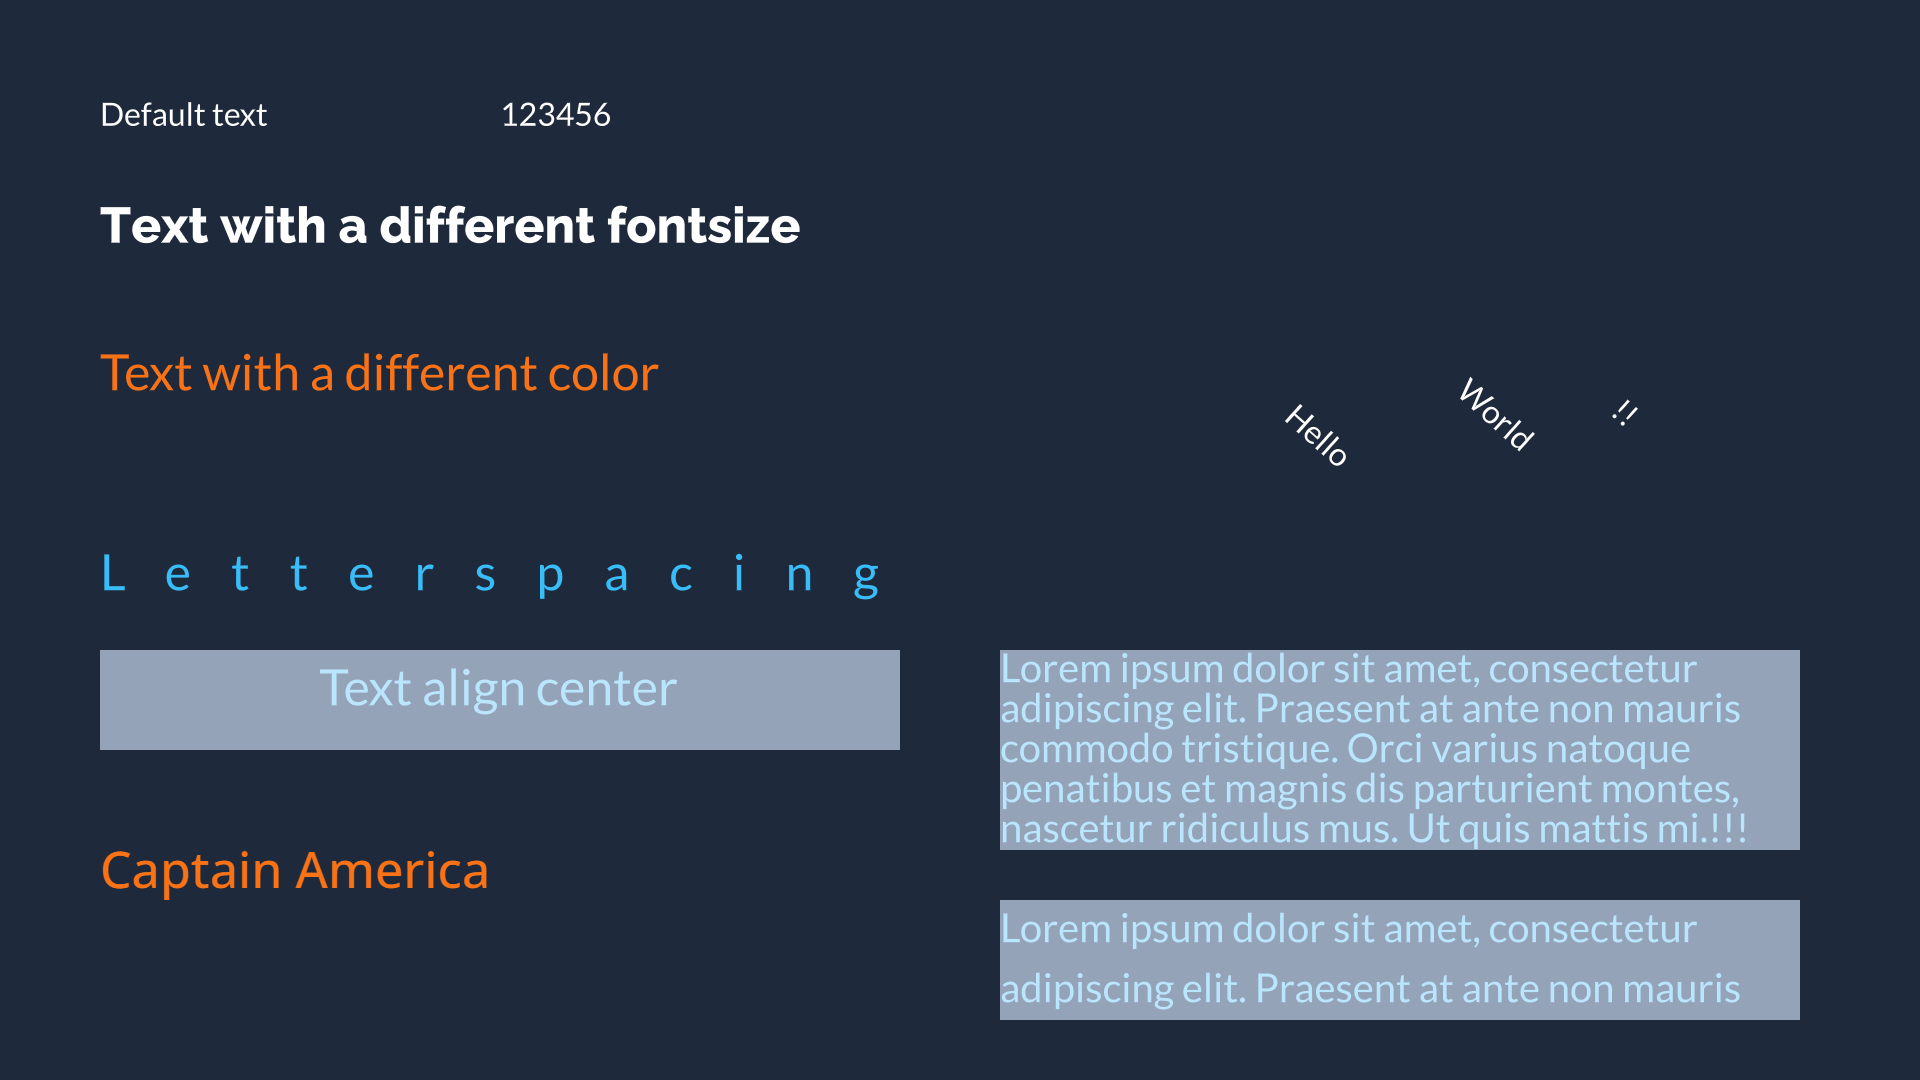 Default text
123456
Text with a different fontsize
Text with a different color
Hello
World
!!
Letterspacing
Text align center
Lorem ipsum dolor sit amet, consectetur
adipiscing elit. Praesent at ante non mauris
commodo tristique. Orci varius natoque
penatibus et magnis dis parturient montes,
nascetur ridiculus mus. Ut quis mattis mi.!!!
Captain America
Lorem ipsum dolor sit amet, consectetur
adipiscing elit. Praesent at ante non mauris